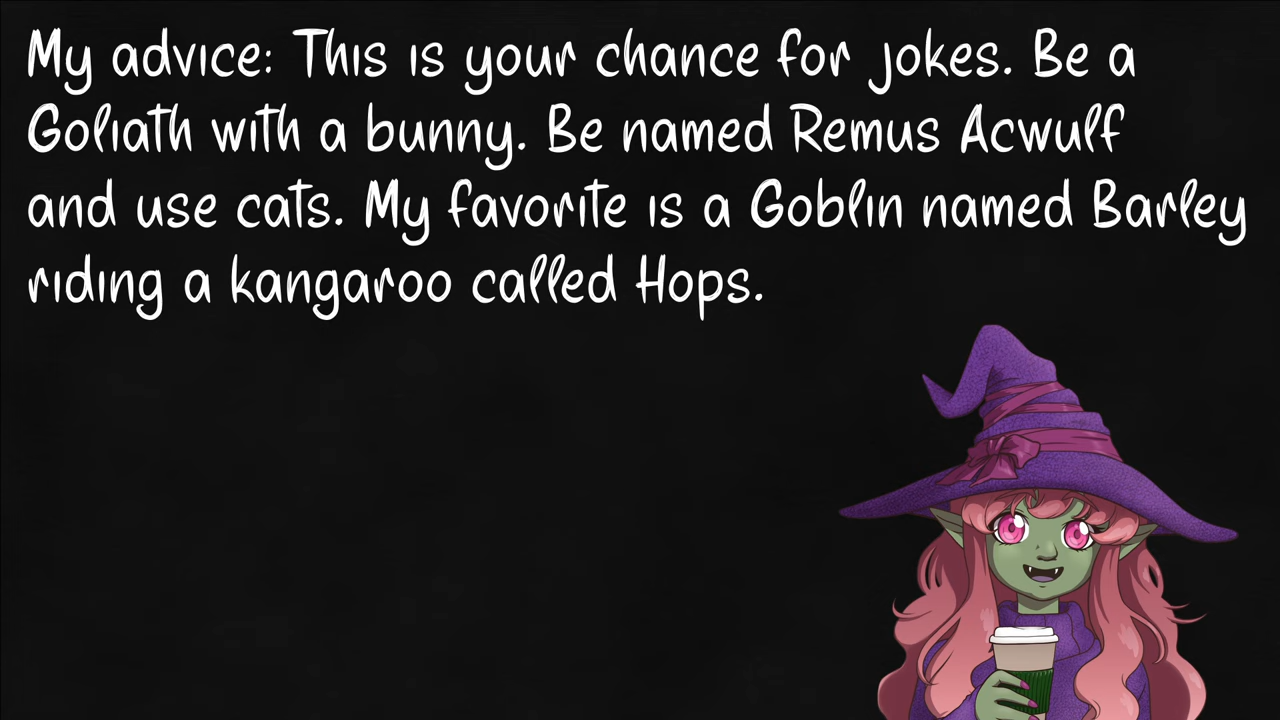 My advice: This is your chance for jokes. Be a
Goliath with a bunny. Be named Remus Acwulf
and use cats. My favorite is a Goblin named Barley
riding a kangaroo called Hops.